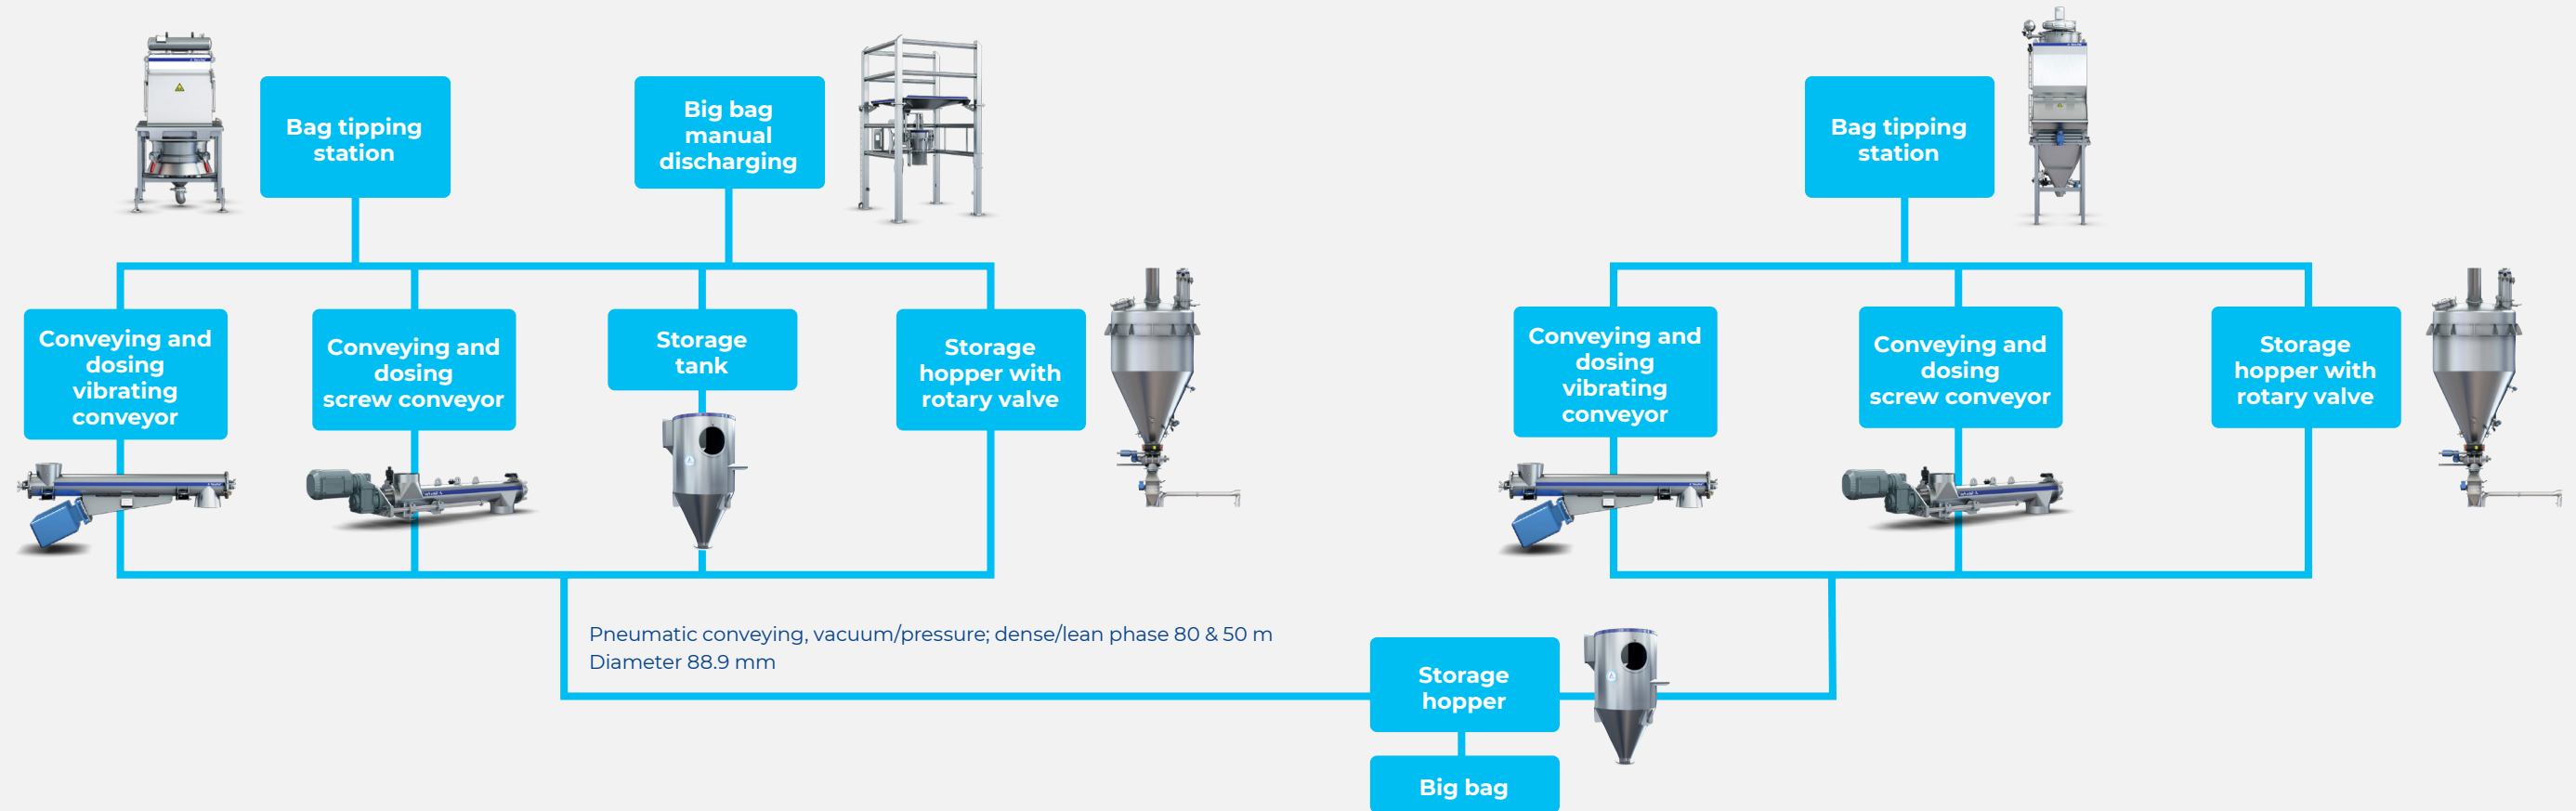 Bag tipping
station
Big bag
manual
discharging
Bag tipping
station
Conveying and
dosing
vibrating
conveyor
Conveying and
dosing
screw conveyor
Storage
tank
Storage
hopper with
rotary valve
Conveying and
dosing
vibrating
conveyor
Conveying and
dosing
screw conveyor
Storage
hopper with
rotary valve
Pneumatic conveying, vacuum/pressure; dense/lean phase 80 & 50 m
Diameter 88.9 mm
Storage
hopper
Big bag